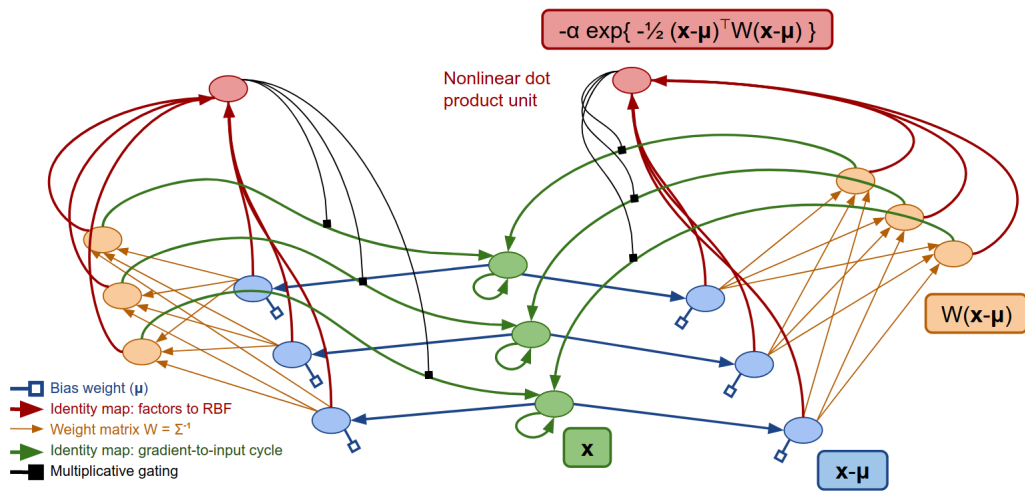 -α exp{ -½ (x-μ)⊤W(x-μ) }
Nonlinear dot
product unit
W(x-μ)
Bias weight (μ)
Identity map: factors to RBF
Weight matrix W = Σ⁻¹
Identity map: gradient-to-input cycle
Multiplicative gating
x
x-μ